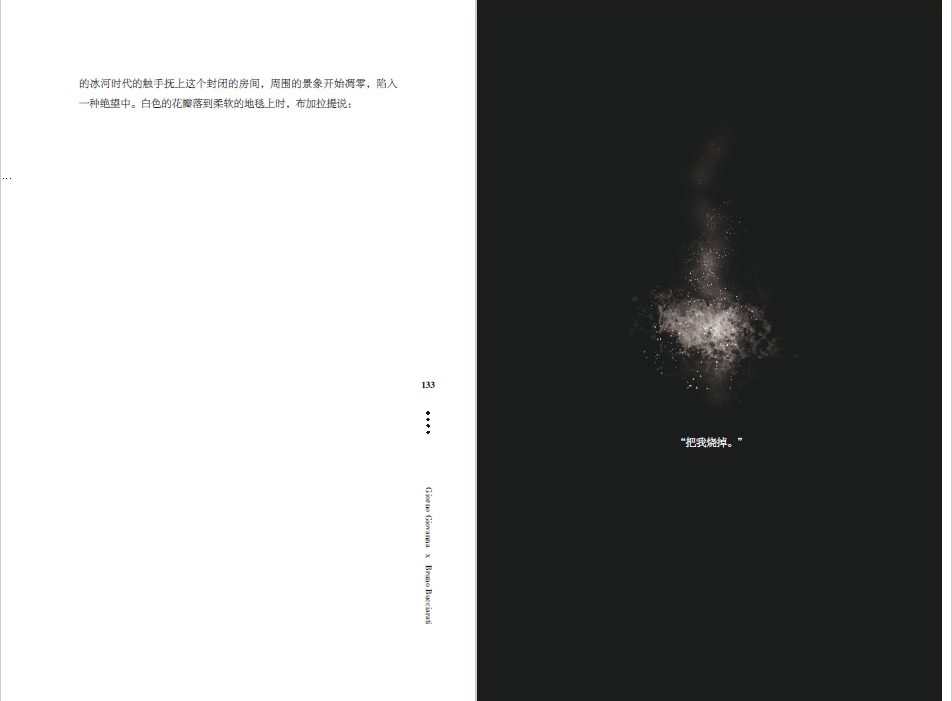 的冰河时代的触手抚上这个封闭的房间，周围的景象开始凋零，陷入
一种绝望中。白色的花瓣落到柔软的地毯上时，布加拉提说：
...
133
Giorno Giovanna x Bruno Bucciarati
“把我烧掉。”